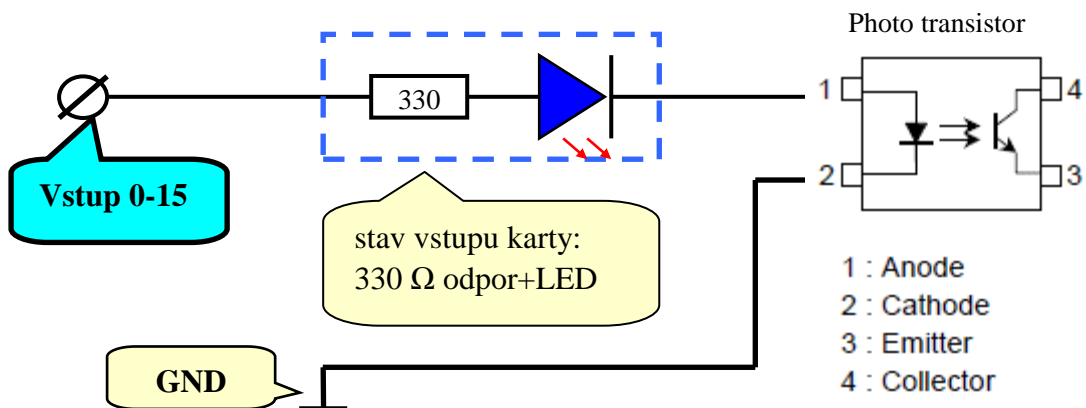 Photo transistor
330
1
4
Vstup 0-15
2
3
stav vstupu karty:
330 Ω odpor+LED
1 : Anode
2 : Cathode
3 : Emitter
4 : Collector
GND